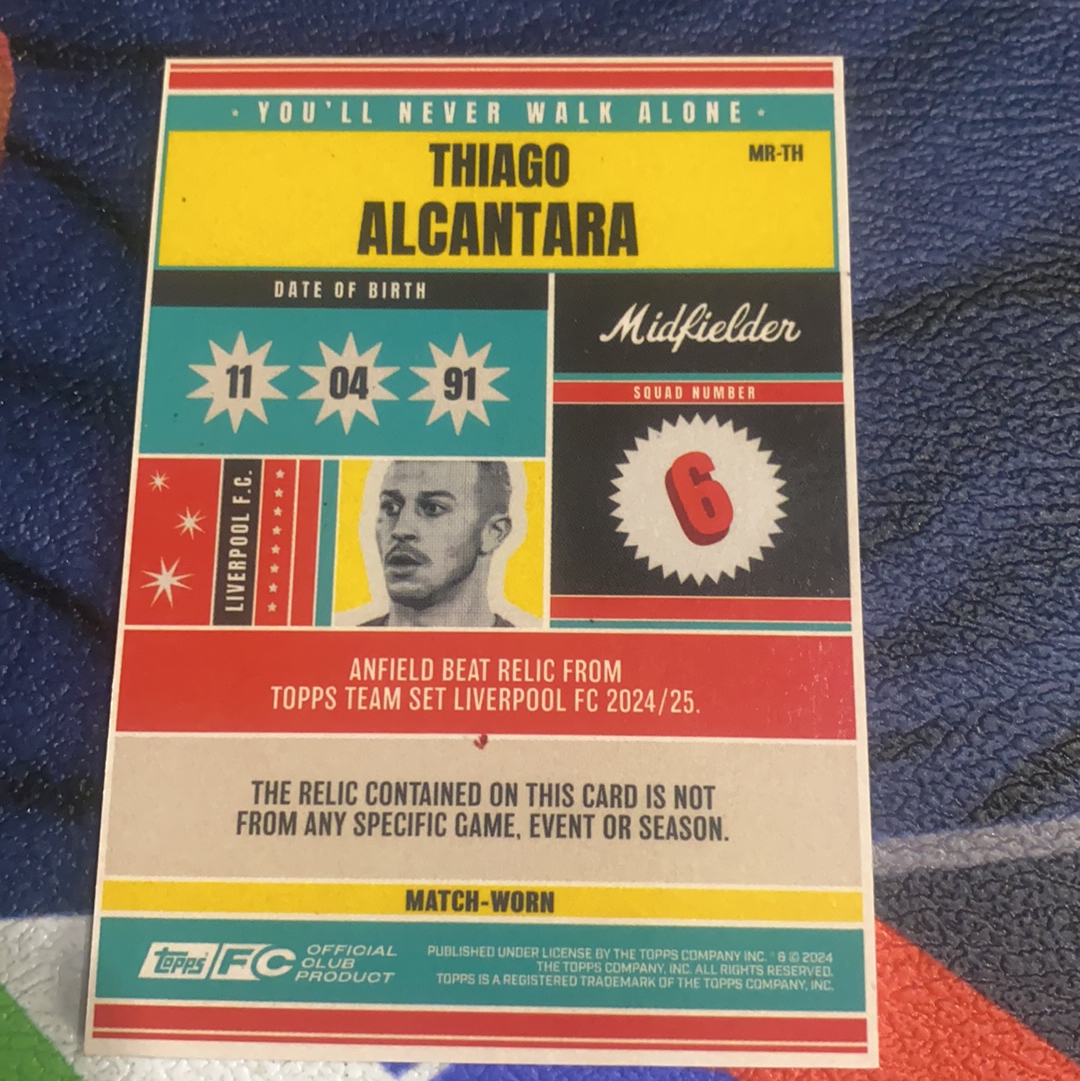 YOU'LL NEVER WALK ALONE
THIAGO
ALCANTARA
MR-TH
DATE OF BIRTH
11 04 91
Midfielder
SQUAD NUMBER
6
LIVERPOOL F.C.
ANFIELD BEAT RELIC FROM
TOPPS TEAM SET LIVERPOOL FC 2024/25.
THE RELIC CONTAINED ON THIS CARD IS NOT
FROM ANY SPECIFIC GAME, EVENT OR SEASON.
MATCH-WORN
topps FC
OFFICIAL
CLUB
PRODUCT
PUBLISHED UNDER LICENSE BY THE TOPPS COMPANY INC. & © 2024
THE TOPPS COMPANY, INC. ALL RIGHTS RESERVED.
TOPPS IS A REGISTERED TRADEMARK OF THE TOPPS COMPANY, INC.